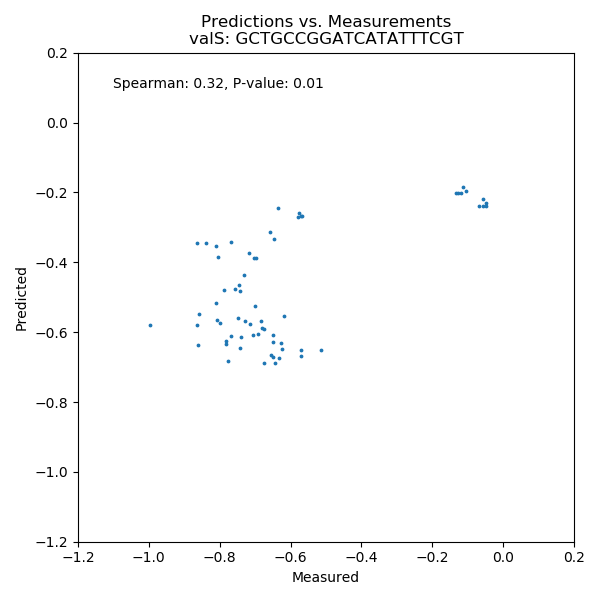 Predictions vs. Measurements
valS: GCTGCCGGATCATATTTCGT
Spearman: 0.32, P-value: 0.01
0.2
0.0
−0.2
−0.4
−0.6
−0.8
−1.0
−1.2
Predicted
−1.2 −1.0 −0.8 −0.6 −0.4 −0.2 0.0 0.2
Measured